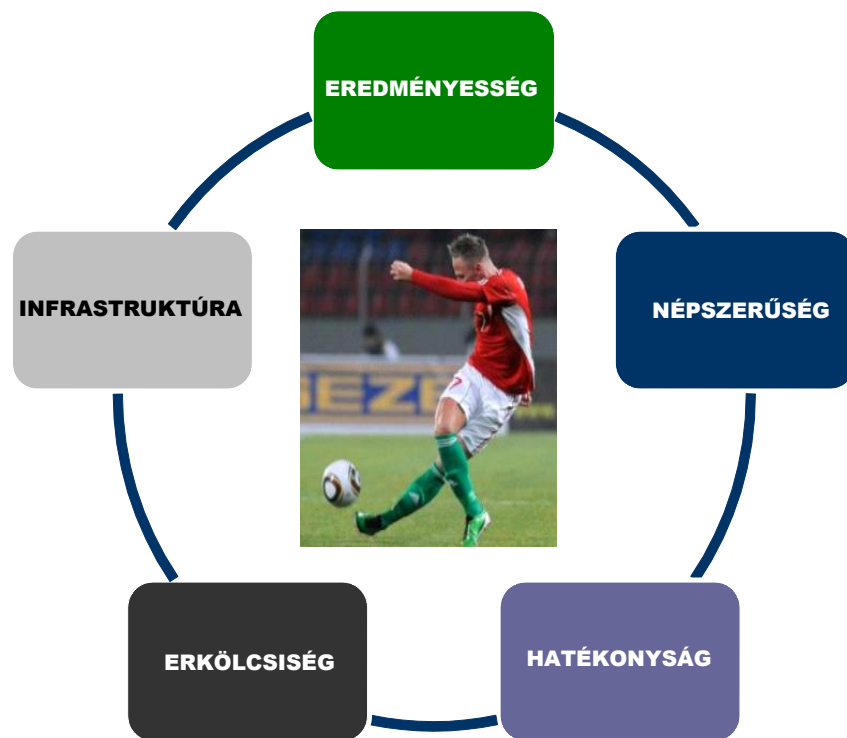 EREDMÉNYESSÉG
INFRASTRUKTÚRA
NÉPSZERŰSÉG
ERKÖLCSISÉG
HATÉKONYSÁG